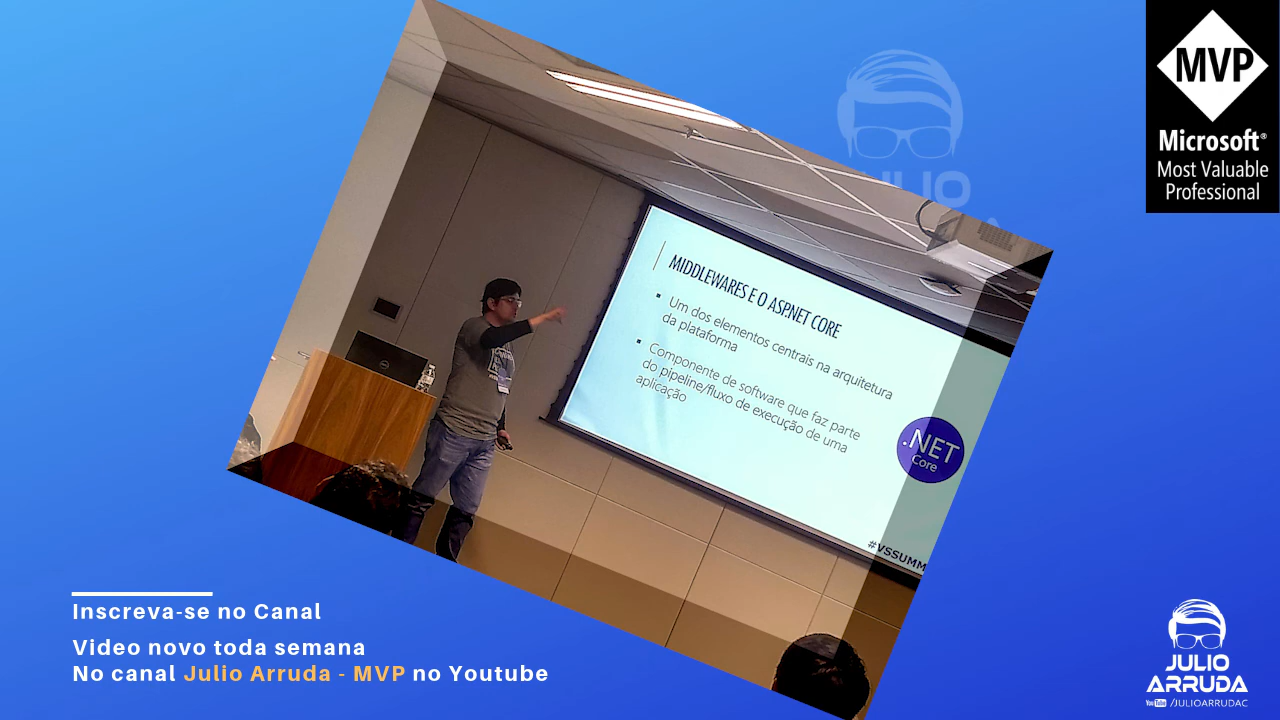 MVP
Microsoft®
Most Valuable
Professional
JULIO
MIDDLEWARES E O ASP.NET CORE
Um dos elementos centrais na arquitetura
da plataforma
Componente de software que faz parte
do pipeline/fluxo de execução de uma
aplicação
.NET
Core
#VSSUMM
Inscreva-se no Canal
Video novo toda semana
No canal Julio Arruda - MVP no Youtube
JULIO
ARRUDA
YouTube /JULIOARRUDAC